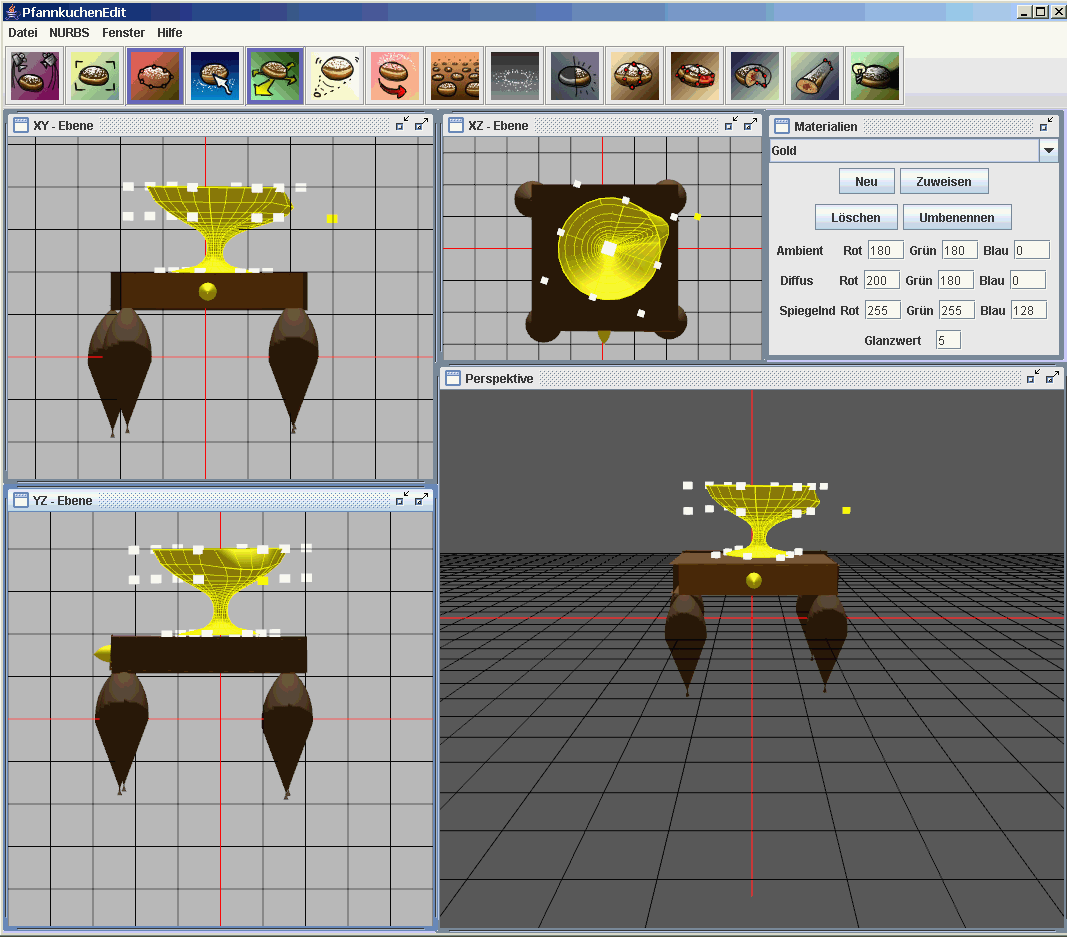 PfannkuchenEdit
Datei NURBS Fenster Hilfe
XY - Ebene
XZ - Ebene
Materialien
Gold
Neu Zuweisen
Löschen Umbenennen
Ambient Rot 180 Grün 180 Blau 0
Diffus Rot 200 Grün 180 Blau 0
Spiegelnd Rot 255 Grün 255 Blau 128
Glanzwert 5
Perspektive
YZ - Ebene